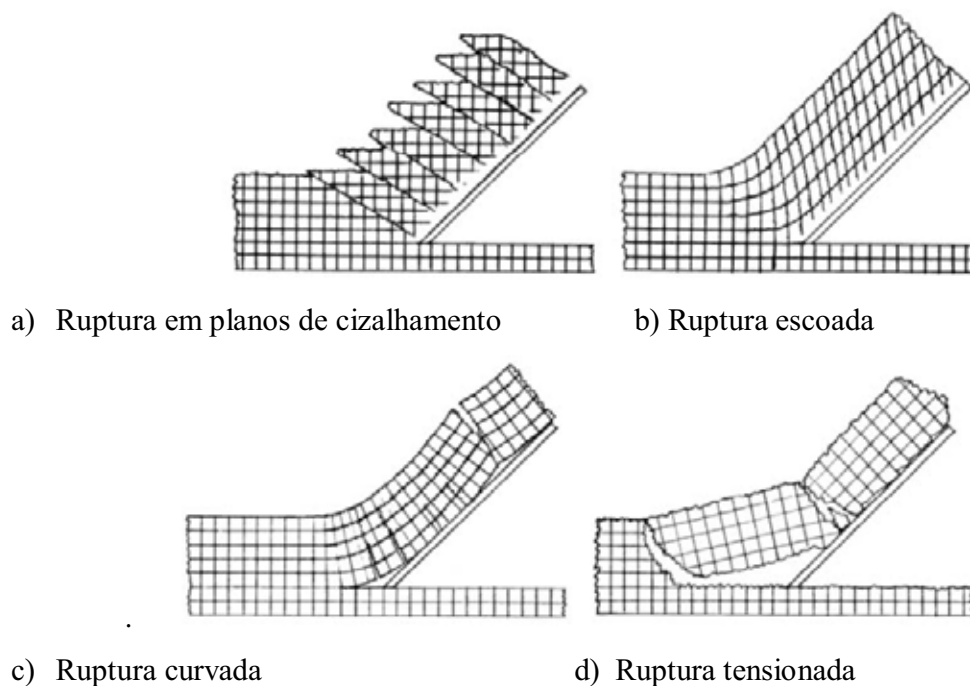 a) Ruptura em planos de cizalhamento
b) Ruptura escoada
.
c) Ruptura curvada
d) Ruptura tensionada